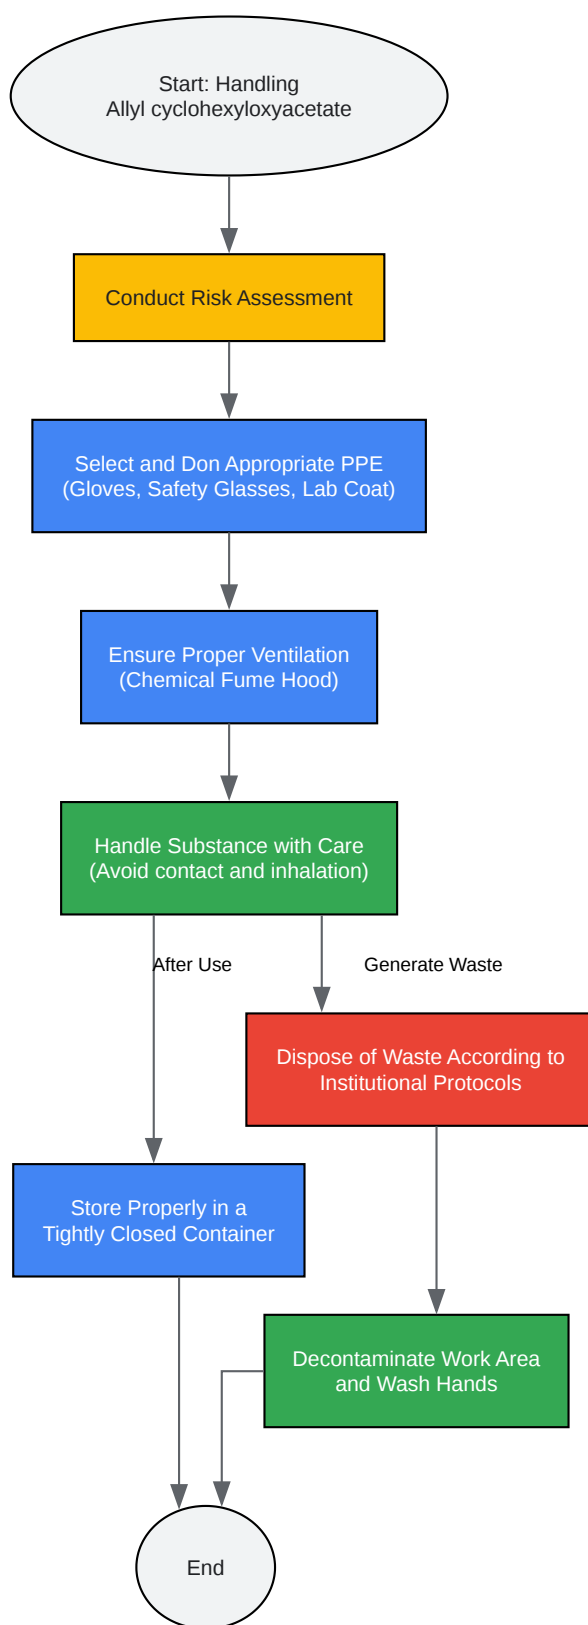 Start: Handling
Allyl cyclohexyloxyacetate
Conduct Risk Assessment
Select and Don Appropriate PPE
(Gloves, Safety Glasses, Lab Coat)
Ensure Proper Ventilation
(Chemical Fume Hood)
Handle Substance with Care
(Avoid contact and inhalation)
After Use
Generate Waste
Dispose of Waste According to
Institutional Protocols
Store Properly in a
Tightly Closed Container
Decontaminate Work Area
and Wash Hands
End